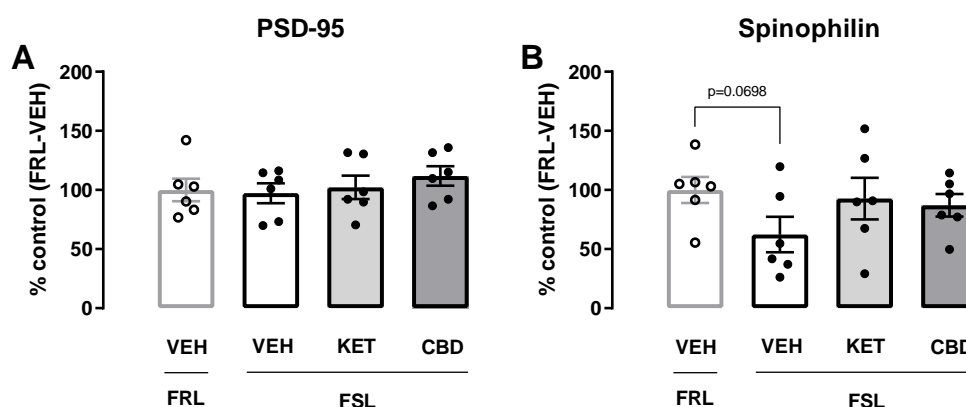 PSD-95
A
% control (FRL-VEH)
200
150
100
50
0
VEH VEH KET CBD
FRL FSL
Spinophilin
B
% control (FRL-VEH)
200
150
100
50
0
p=0.0698
VEH VEH KET CBD
FRL FSL